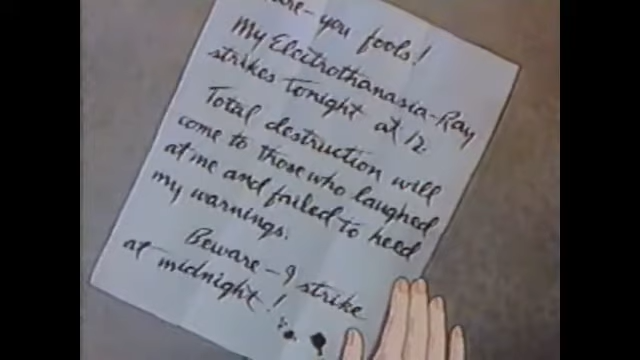 are - you fools!
My Electrothanasia-Ray
strikes tonight at 12.
Total destruction will
come to those who laughed
at me and failed to heed
my warnings.
Beware - I strike
at midnight!